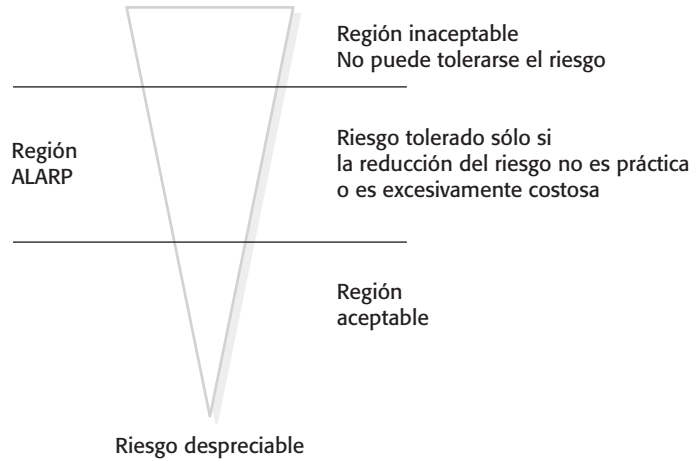 Región inaceptable
No puede tolerarse el riesgo
Región
ALARP
Riesgo tolerado sólo si
la reducción del riesgo no es práctica
o es excesivamente costosa
Región
aceptable
Riesgo despreciable